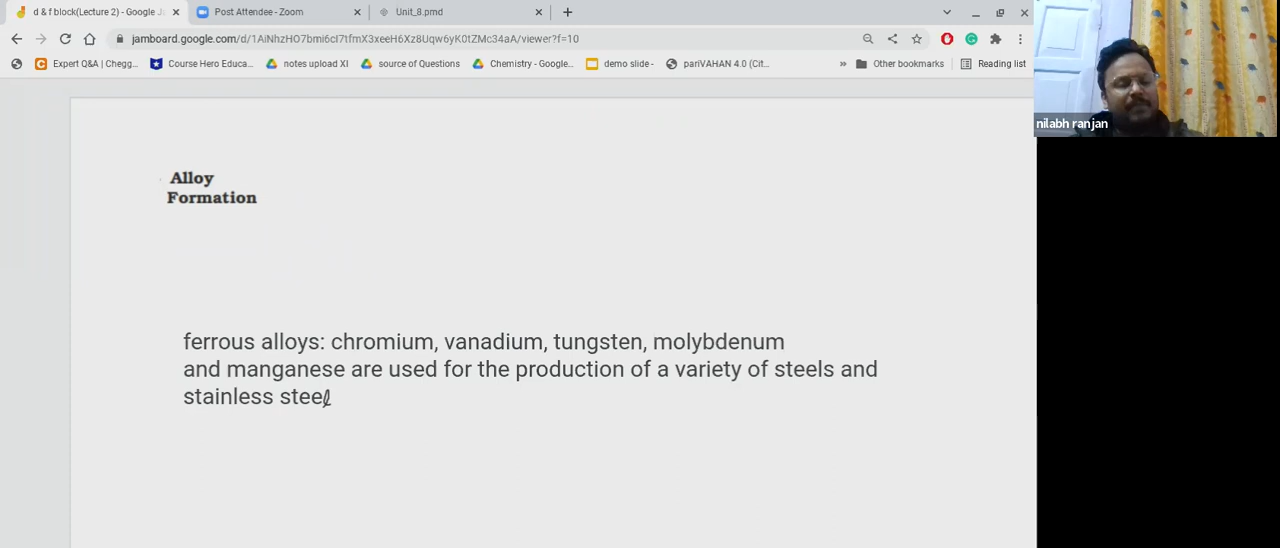 d & f block(Lecture 2) - Google Ja
Post Attendee - Zoom
Unit_8.pmd
jamboard.google.com/d/1AiNhzHO7bmi6cI7tfmX3xeeH6Xz8Uqw6yK0tZMc34aA/viewer?f=10
Expert Q&A | Chegg...
Course Hero Educa...
notes upload XI
source of Questions
Chemistry - Google...
demo slide -
pariVAHAN 4.0 (Cit...
»
Other bookmarks
Reading list
nilabh ranjan
Alloy
Formation
ferrous alloys: chromium, vanadium, tungsten, molybdenum
and manganese are used for the production of a variety of steels and
stainless steel